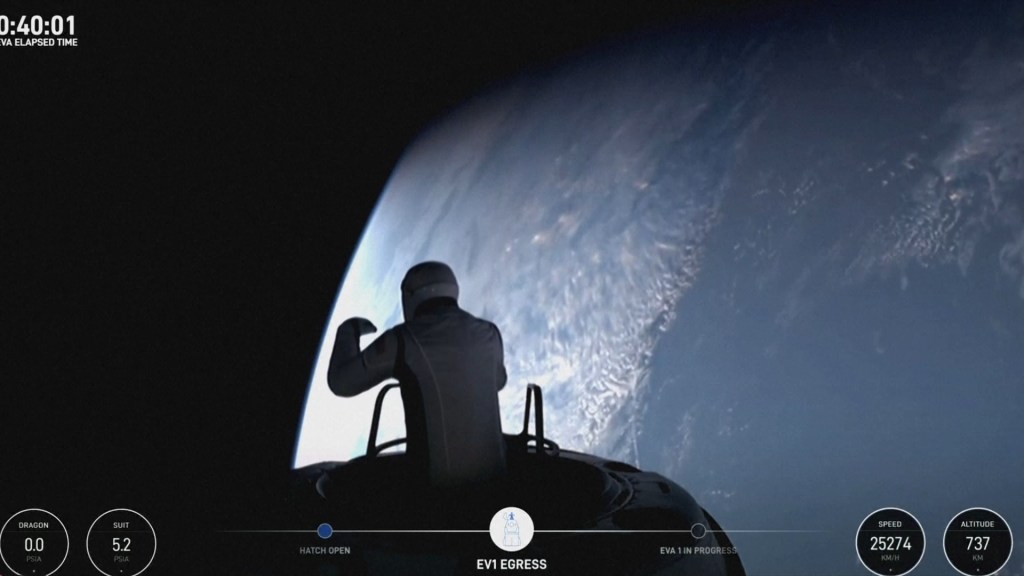 0:40:01
EVA ELAPSED TIME
DRAGON
0.0
PSIA
SUIT
5.2
PSIA
HATCH OPEN
EV1 EGRESS
EVA 1 IN PROGRESS
SPEED
25274
KM/H
ALTITUDE
737
KM